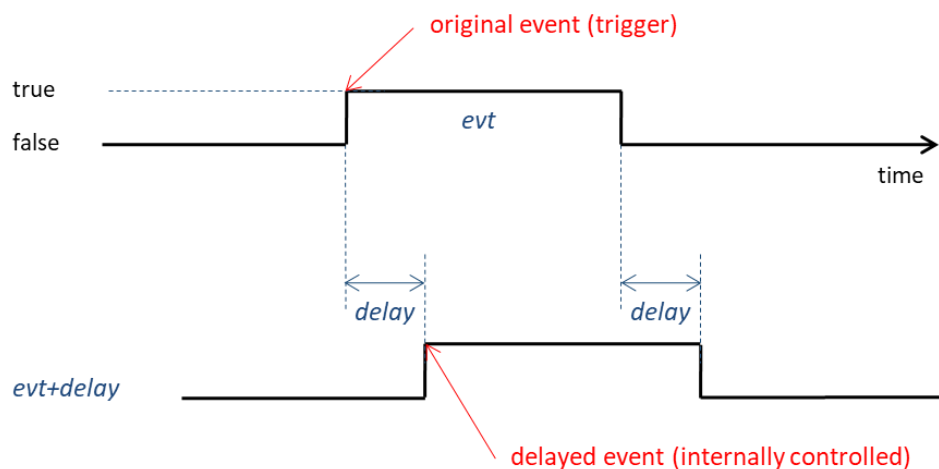 original event (trigger)
true
evt
false
time
delay
delay
evt+delay
delayed event (internally controlled)